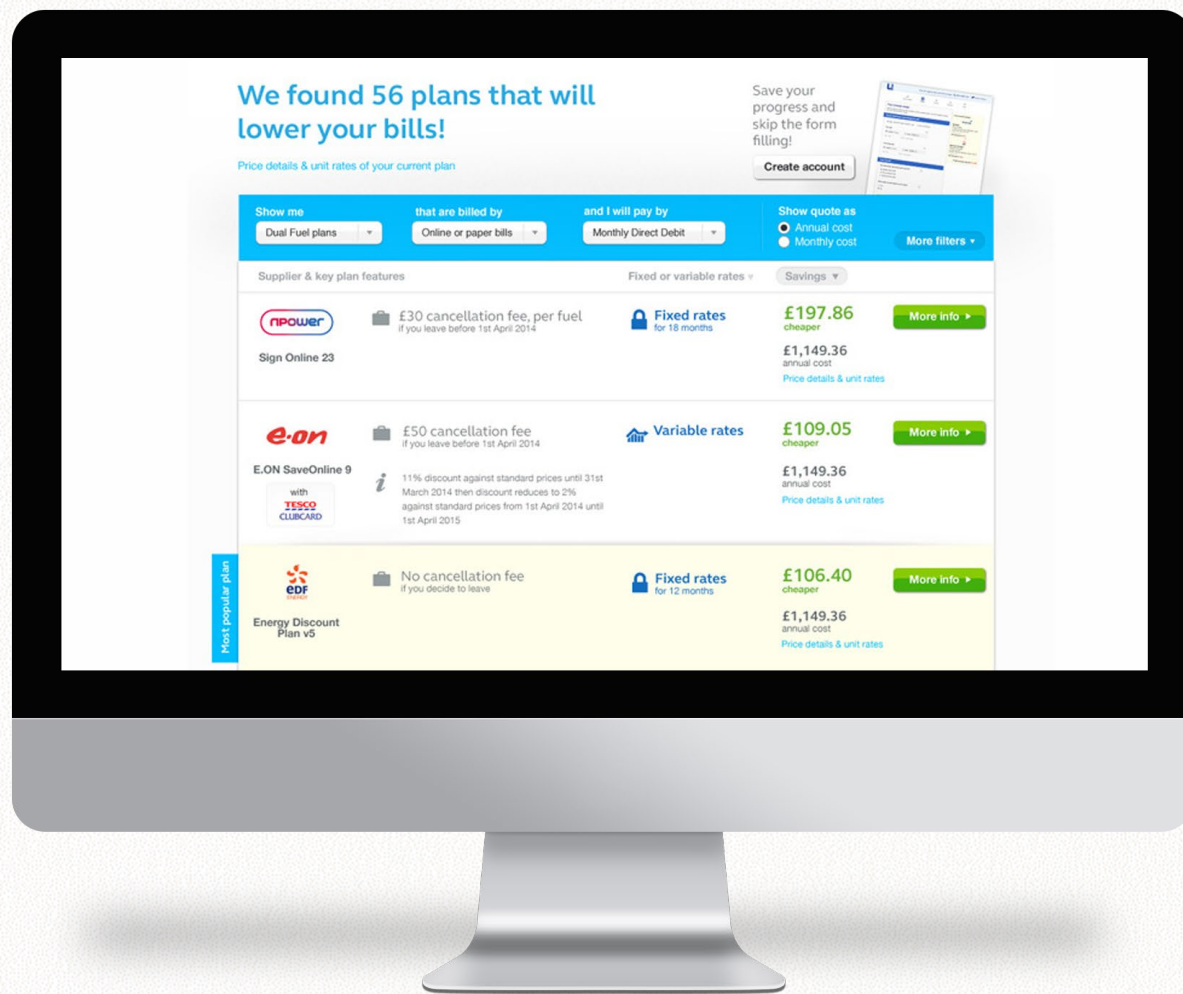 We found 56 plans that will
lower your bills!
Price details & unit rates of your current plan
Save your
progress and
skip the form
filling!
Create account
Show me
that are billed by
and I will pay by
Show quote as
Dual Fuel plans
Online or paper bills
Monthly Direct Debit
Annual cost
Monthly cost
More filters
Supplier & key plan features
Fixed or variable rates
Savings
npower
Sign Online 23
£30 cancellation fee, per fuel
if you leave before 1st April 2014
Fixed rates
for 18 months
£197.86
cheaper
£1,149.36
annual cost
Price details & unit rates
More info
e·on
E.ON SaveOnline 9
with
TESCO
CLUBCARD
£50 cancellation fee
if you leave before 1st April 2014
11% discount against standard prices until 31st
March 2014 then discount reduces to 2%
against standard prices from 1st April 2014 until
1st April 2015
Variable rates
£109.05
cheaper
£1,149.36
annual cost
Price details & unit rates
More info
Most popular plan
eDF
ENERGY
Energy Discount
Plan v5
No cancellation fee
if you decide to leave
Fixed rates
for 12 months
£106.40
cheaper
£1,149.36
annual cost
Price details & unit rates
More info